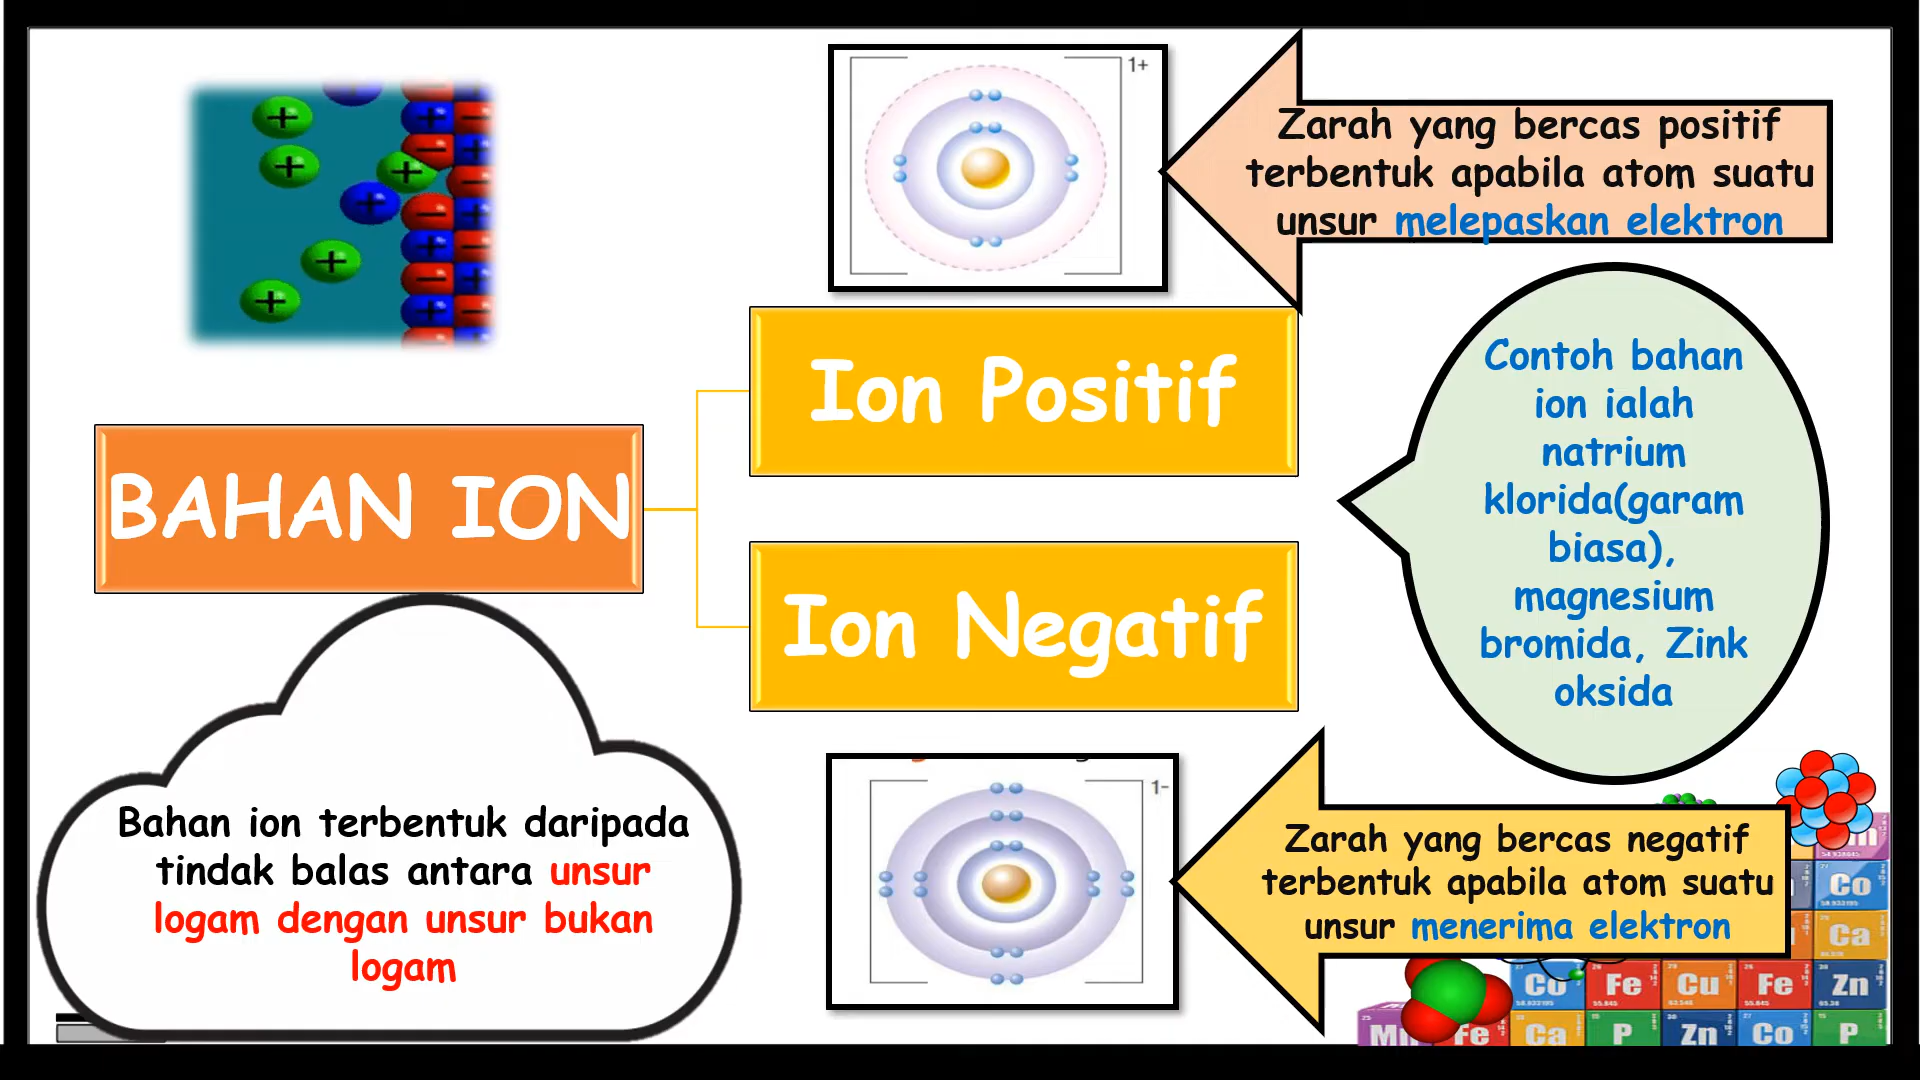 1+
Zarah yang bercas positif
terbentuk apabila atom suatu
unsur melepaskan elektron
Ion Positif
Contoh bahan
ion ialah
natrium
klorida(garam
biasa),
magnesium
bromida, Zink
oksida
BAHAN ION
Ion Negatif
Bahan ion terbentuk daripada
tindak balas antara unsur
logam dengan unsur bukan
logam
1-
Zarah yang bercas negatif
terbentuk apabila atom suatu
unsur menerima elektron
Co
Ca
Co Fe Cu Fe Zn
Mn Fe Ca P Zn Co P